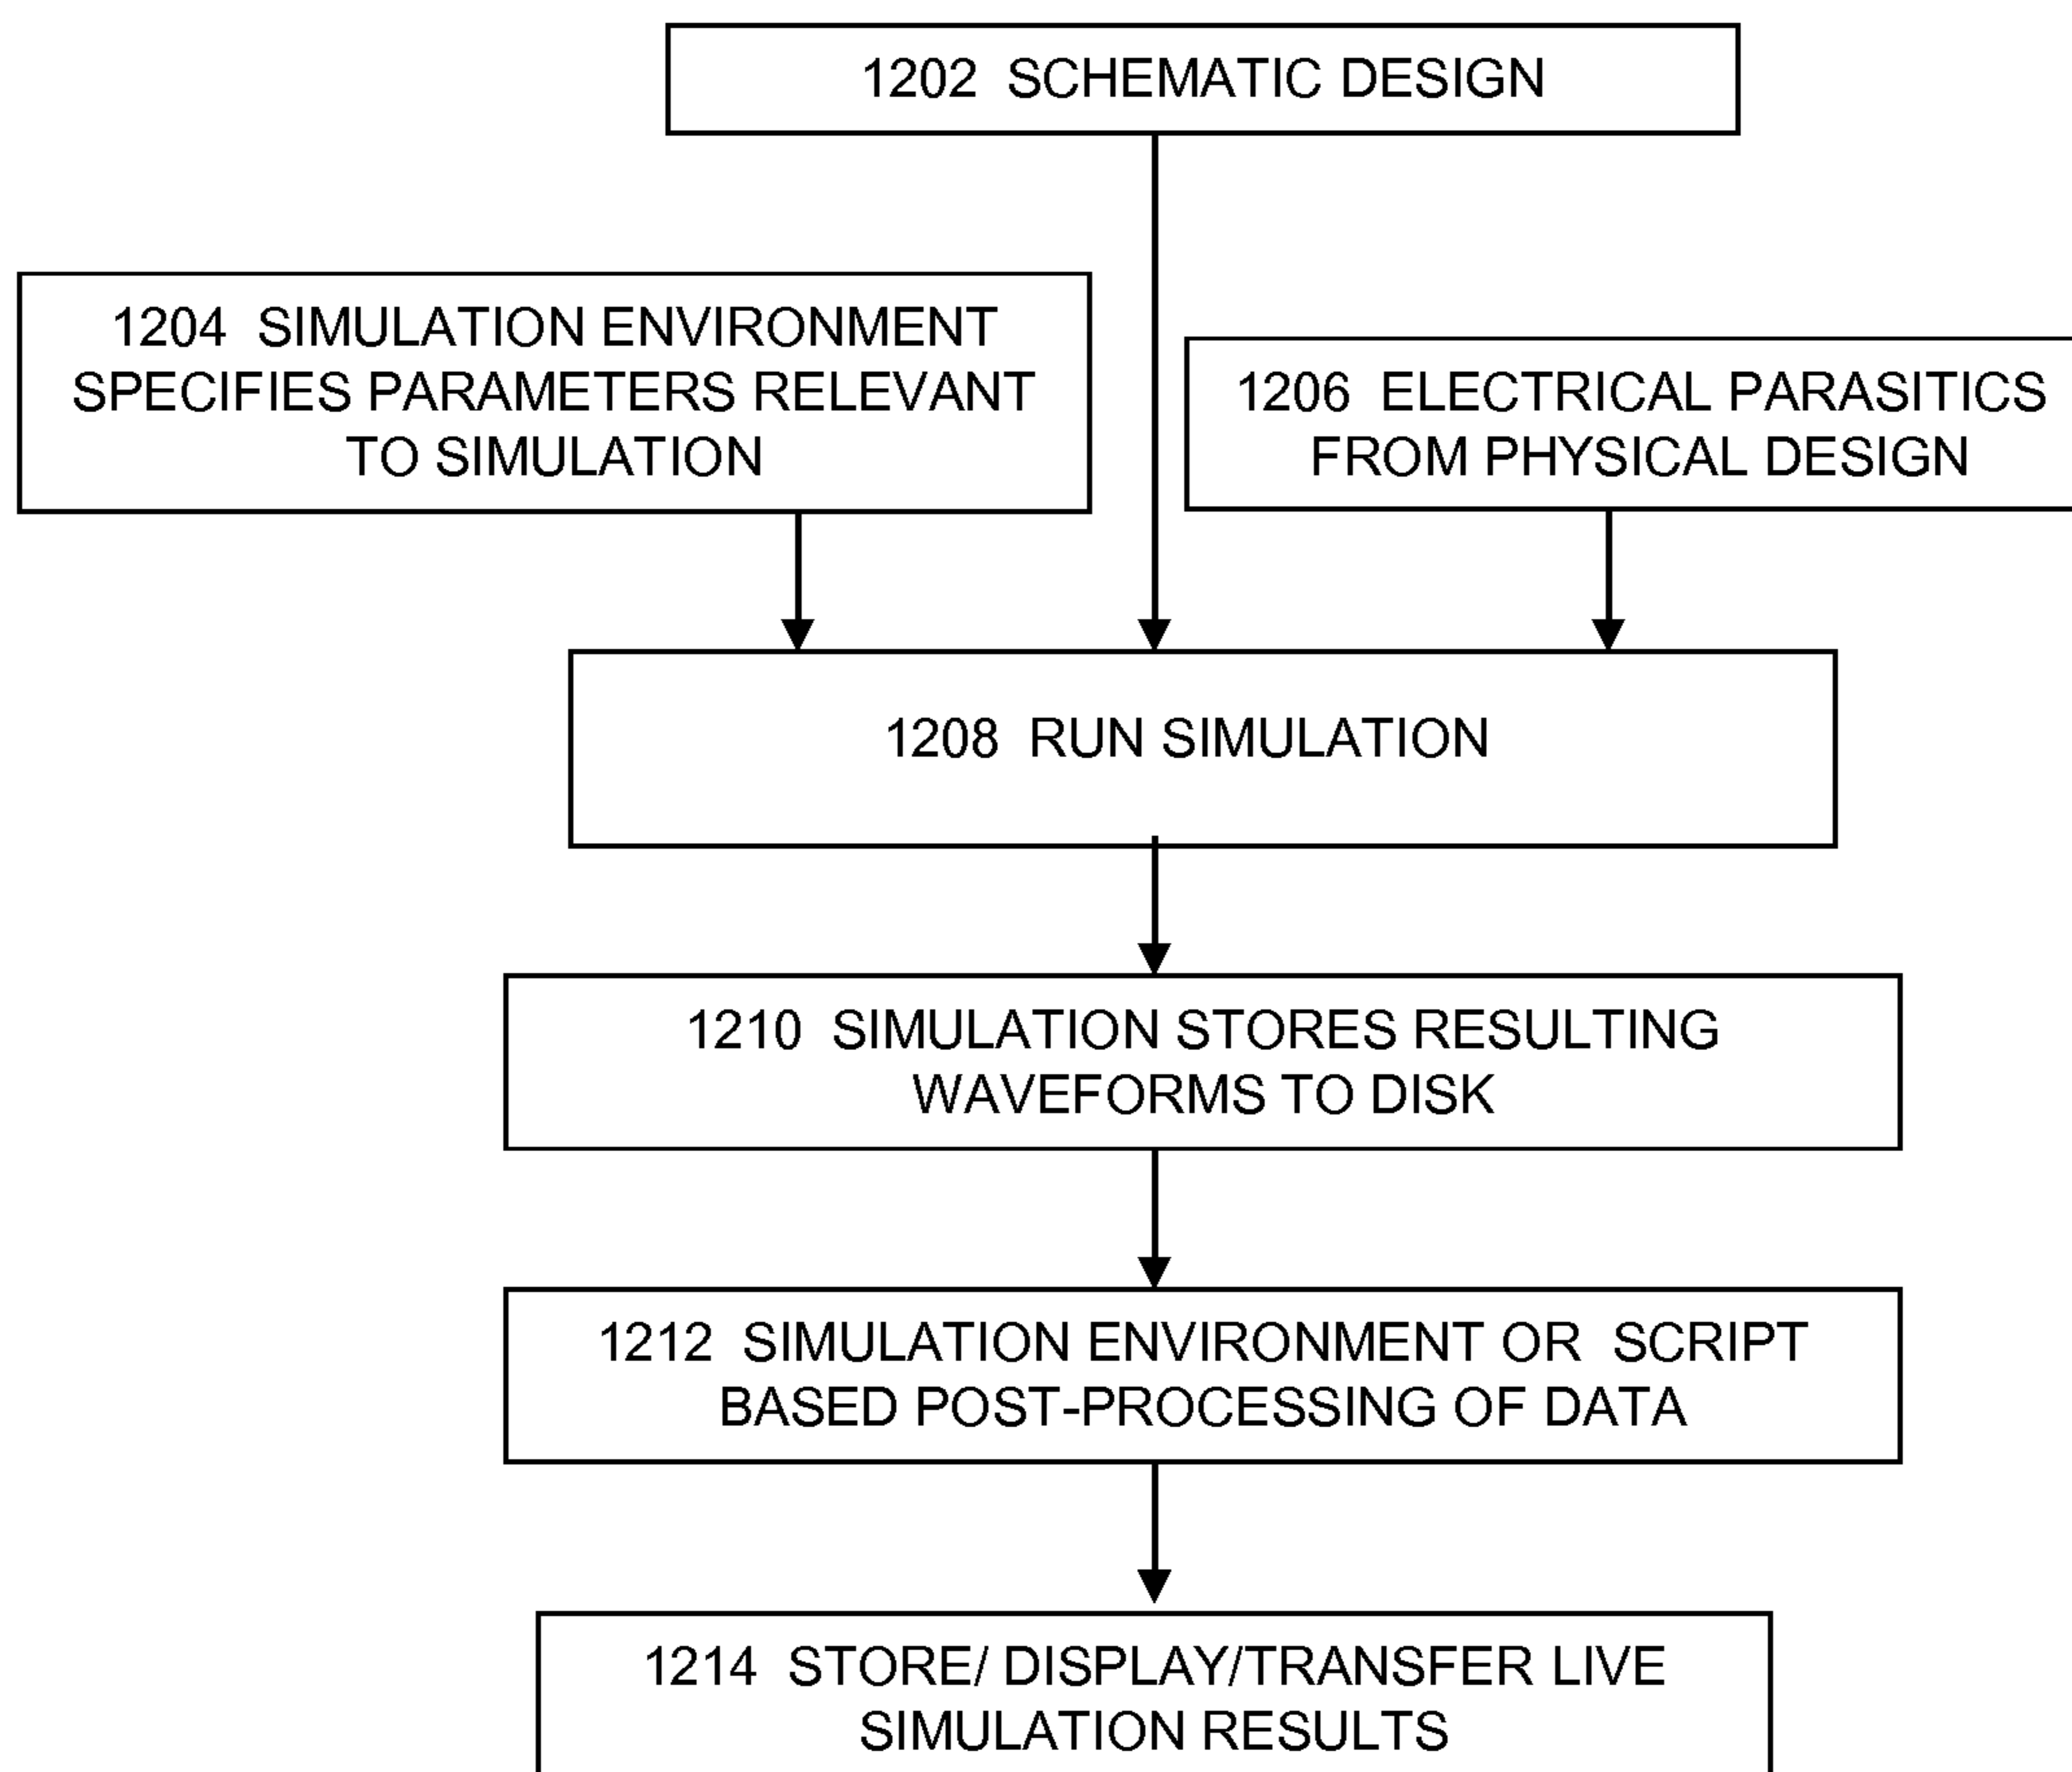 1202 SCHEMATIC DESIGN
1204 SIMULATION ENVIRONMENT
SPECIFIES PARAMETERS RELEVANT
TO SIMULATION
1206 ELECTRICAL PARASITICS
FROM PHYSICAL DESIGN
1208 RUN SIMULATION
1210 SIMULATION STORES RESULTING
WAVEFORMS TO DISK
1212 SIMULATION ENVIRONMENT OR SCRIPT
BASED POST-PROCESSING OF DATA
1214 STORE/ DISPLAY/TRANSFER LIVE
SIMULATION RESULTS